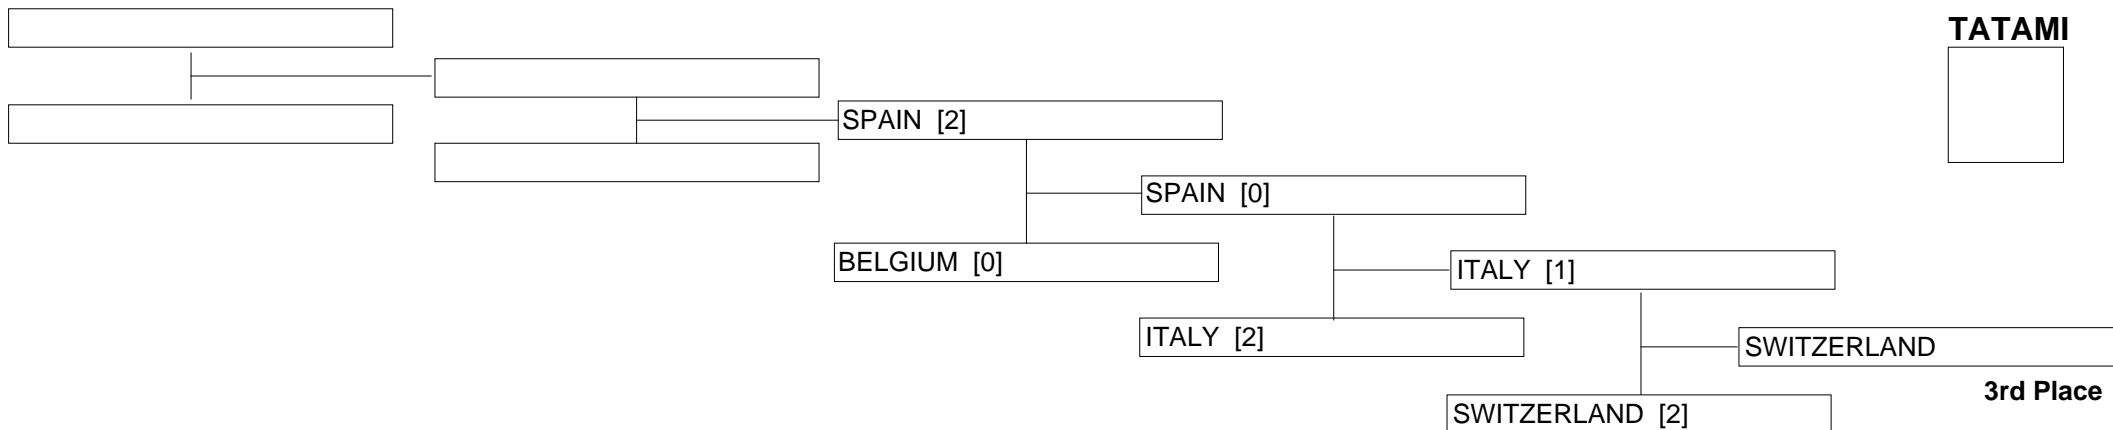 TATAMI
SPAIN [2]
SPAIN [0]
BELGIUM [0]
ITALY [1]
ITALY [2]
SWITZERLAND
3rd Place
SWITZERLAND [2]